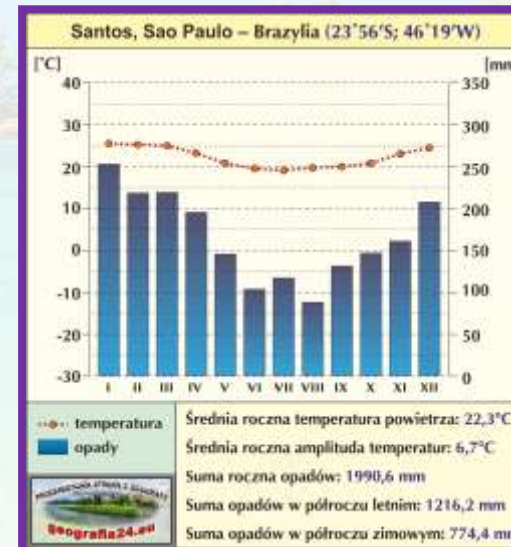 Santos, Sao Paulo – Brazylia (23°56'S; 46°19'W)
[°C] [mm
40 350
30 300
20 250
10 200
0 150
-10 100
-20 50
-30 0
I II III IV V VI VII VIII IX X XI XII
temperatura
opady
Średnia roczna temperatura powietrza: 22,3°C
Średnia roczna amplituda temperatur: 6,7°C
Suma roczna opadów: 1990,6 mm
Suma opadów w półroczu letnim: 1216,2 mm
Suma opadów w półroczu zimowym: 774,4 mm
geografia24.eu